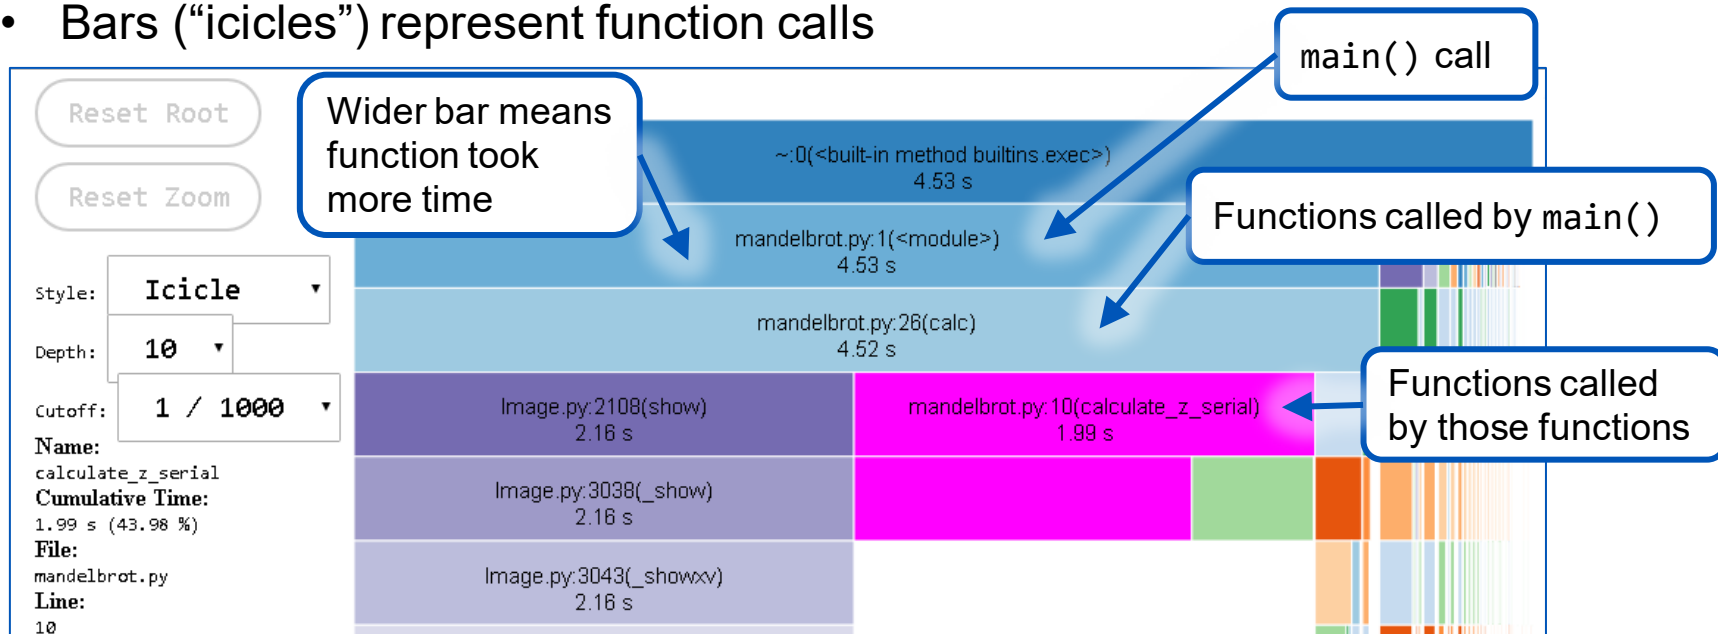 • Bars (“icicles”) represent function calls
main() call
Reset Root
Wider bar means
function took
more time
~:0(<built-in method builtins.exec>)
4.53 s
Reset Zoom
Functions called by main()
mandelbrot.py:1(<module>)
4.53 s
Style: Icicle
mandelbrot.py:26(calc)
4.52 s
Depth: 10
Functions called
by those functions
Cutoff: 1 / 1000
Image.py:2108(show)
2.16 s
mandelbrot.py:10(calculate_z_serial)
1.99 s
Name:
calculate_z_serial
Cumulative Time:
1.99 s (43.98 %)
File:
mandelbrot.py
Line:
10
Image.py:3038(_show)
2.16 s
Image.py:3043(_showxv)
2.16 s